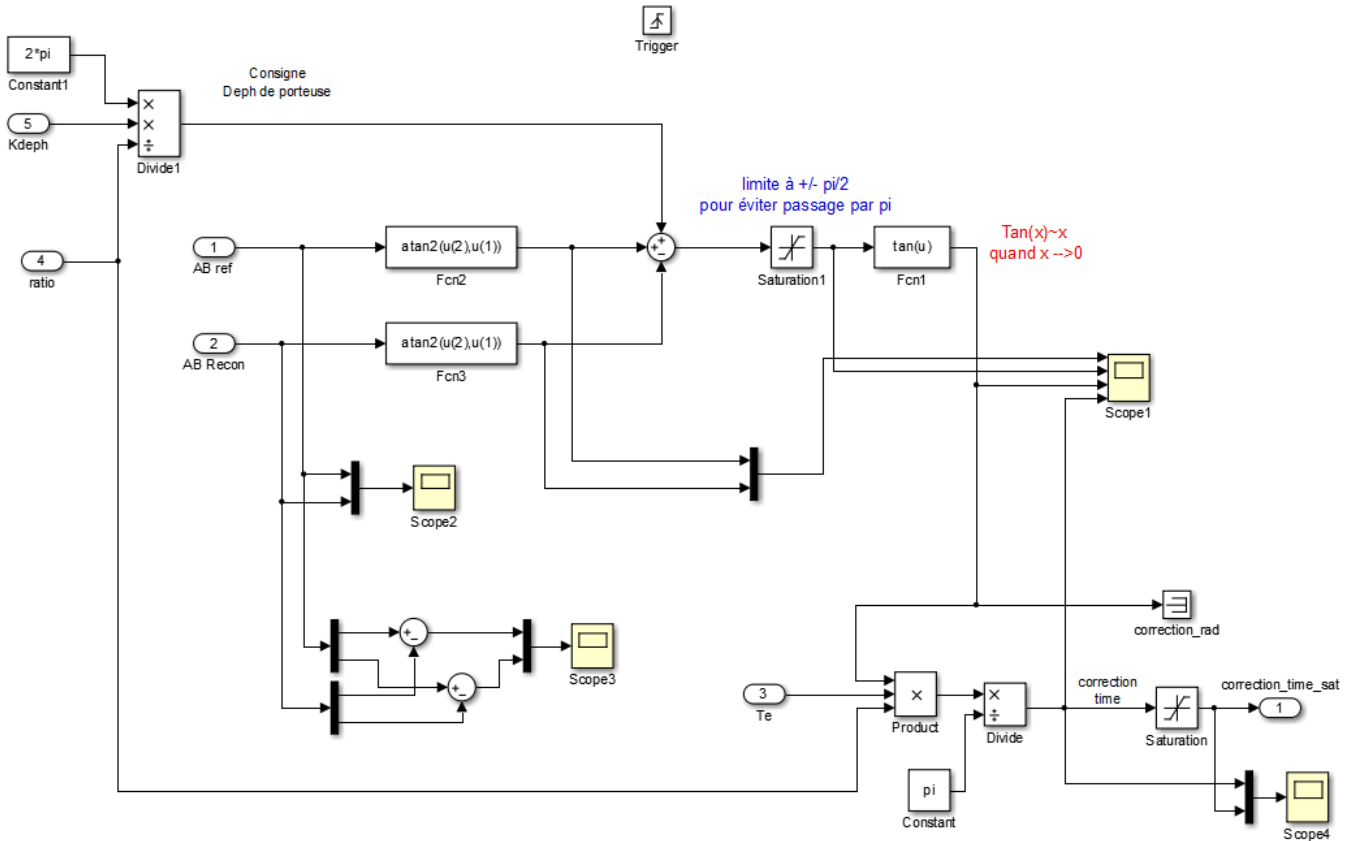 Trigger
2*pi
Constant1
Consigne
Deph de porteuse
×
×
÷
5
Kdeph
Divide1
limite à +/- pi/2
pour éviter passage par pi
1
AB ref
atan2(u(2),u(1))
Fcn2
+
+
−
Saturation1
tan(u)
Fcn1
Tan(x)~x
quand x -->0
4
ratio
2
AB Recon
atan2(u(2),u(1))
Fcn3
Scope1
Scope2
correction_rad
+
−
Scope3
+
−
3
Te
×
Product
×
÷
Divide
correction
time
Saturation
correction_time_sat
1
pi
Constant
Scope4